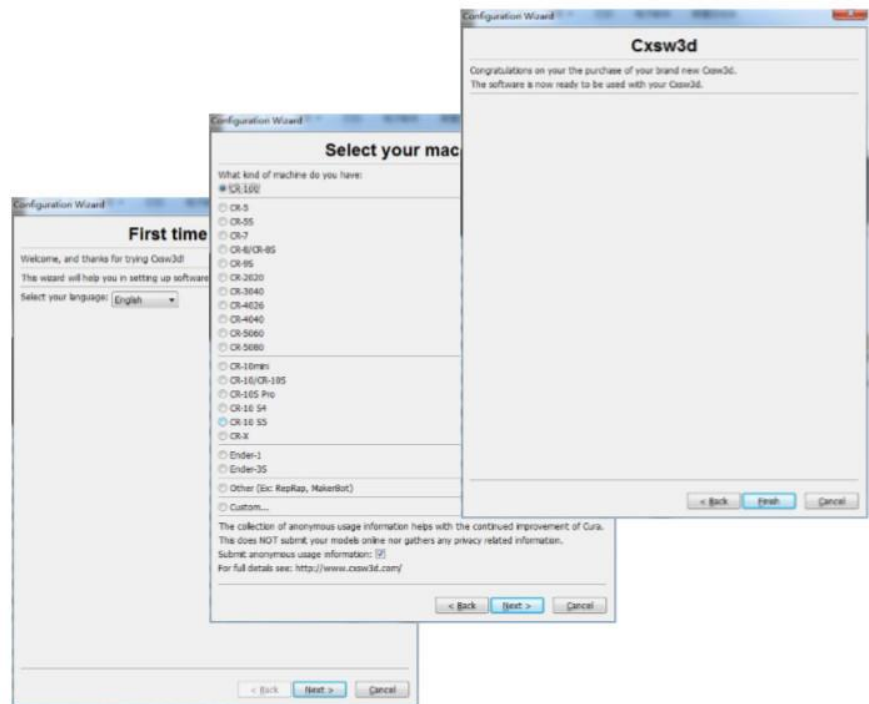 Configuration Wizard
First time
Welcome, and thanks for trying Cxsw3d!
This wizard will help you in setting up software
Select your language: English
< Back Next > Cancel
Configuration Wizard
Select your mac
What kind of machine do you have:
CR-100
CR-5
CR-5S
CR-7
CR-8/CR-8S
CR-9S
CR-2020
CR-3040
CR-4026
CR-4040
CR-5060
CR-5080
CR-10mini
CR-10/CR-10S
CR-10S Pro
CR-10 S4
CR-10 S5
CR-X
Ender-1
Ender-3S
Other (Ex: RepRap, MakerBot)
Custom...
The collection of anonymous usage information helps with the continued improvement of Cura.
This does NOT submit your models online nor gathers any privacy related information.
Submit anonymous usage information:
For full details see: http://www.cxsw3d.com/
< Back Next > Cancel
Configuration Wizard
Cxsw3d
Congratulations on your the purchase of your brand new Cxsw3d.
The software is now ready to be used with your Cxsw3d.
< Back Finish Cancel